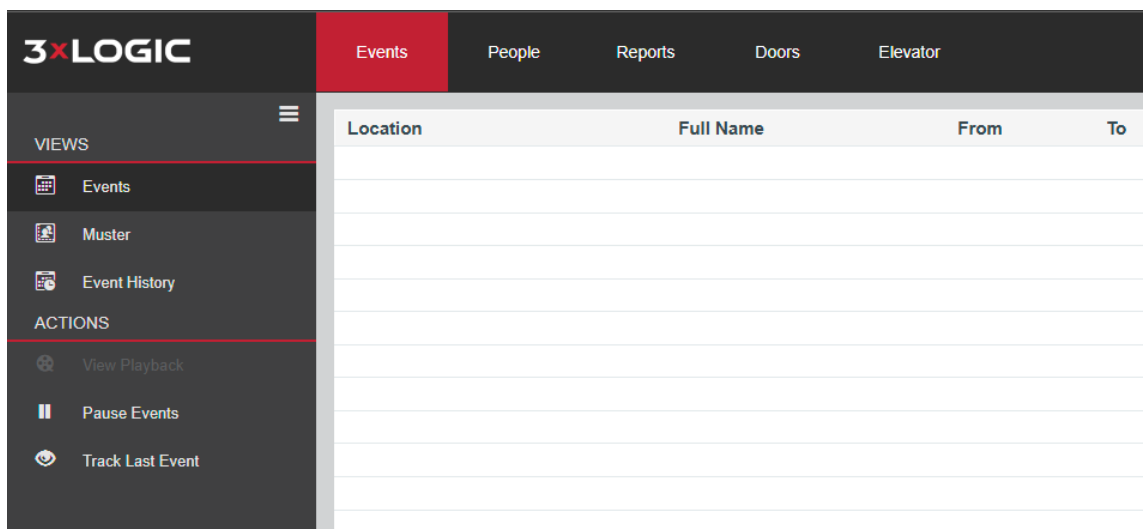 3xLOGIC
Events People Reports Doors Elevator
VIEWS
Events
Muster
Event History
ACTIONS
View Playback
Pause Events
Track Last Event
Location Full Name From To